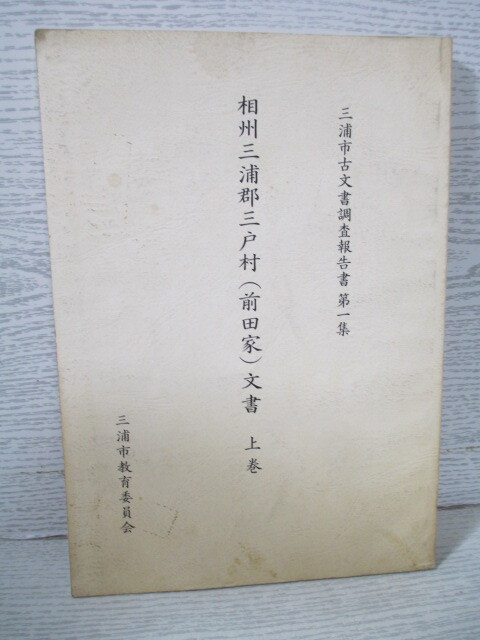 三浦市古文書調査報告書 第一集
相州三浦郡三戸村(前田家)文書 上巻
三浦市教育委員会